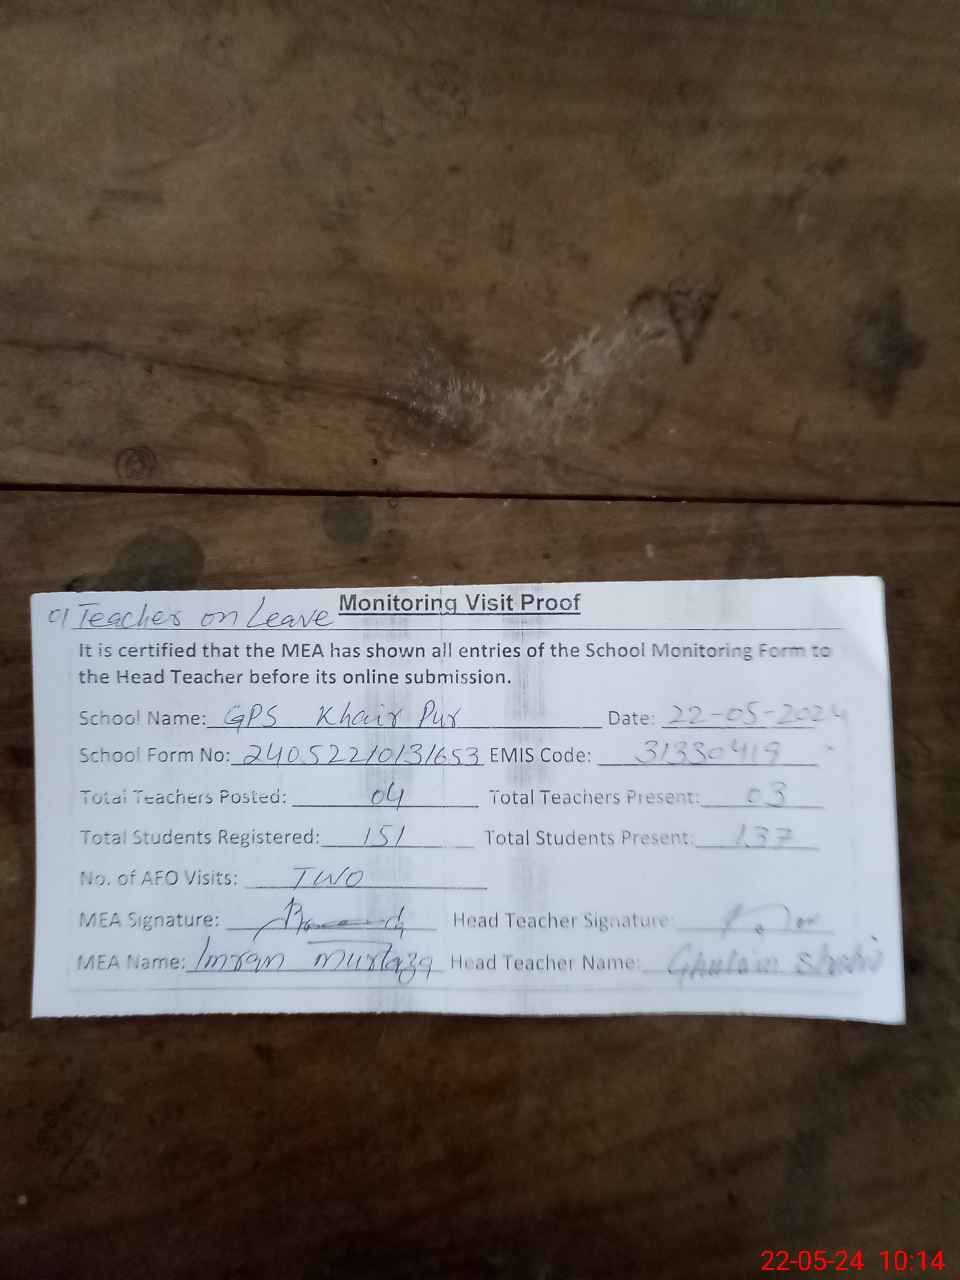 01 Teacher on Leave Monitoring Visit Proof
It is certified that the MEA has shown all entries of the School Monitoring Form to
the Head Teacher before its online submission.
School Name: GPS Khair Pur Date: 22-05-2024
School Form No: 240522/0131653 EMIS Code: 31330419
Total Teachers Posted: 04 Total Teachers Present: 03
Total Students Registered: 151 Total Students Present: 137
No. of AFO Visits: TWO
MEA Signature: Head Teacher Signature:
MEA Name: Imran Murtaza Head Teacher Name: Ghulam
22-05-24 10:14